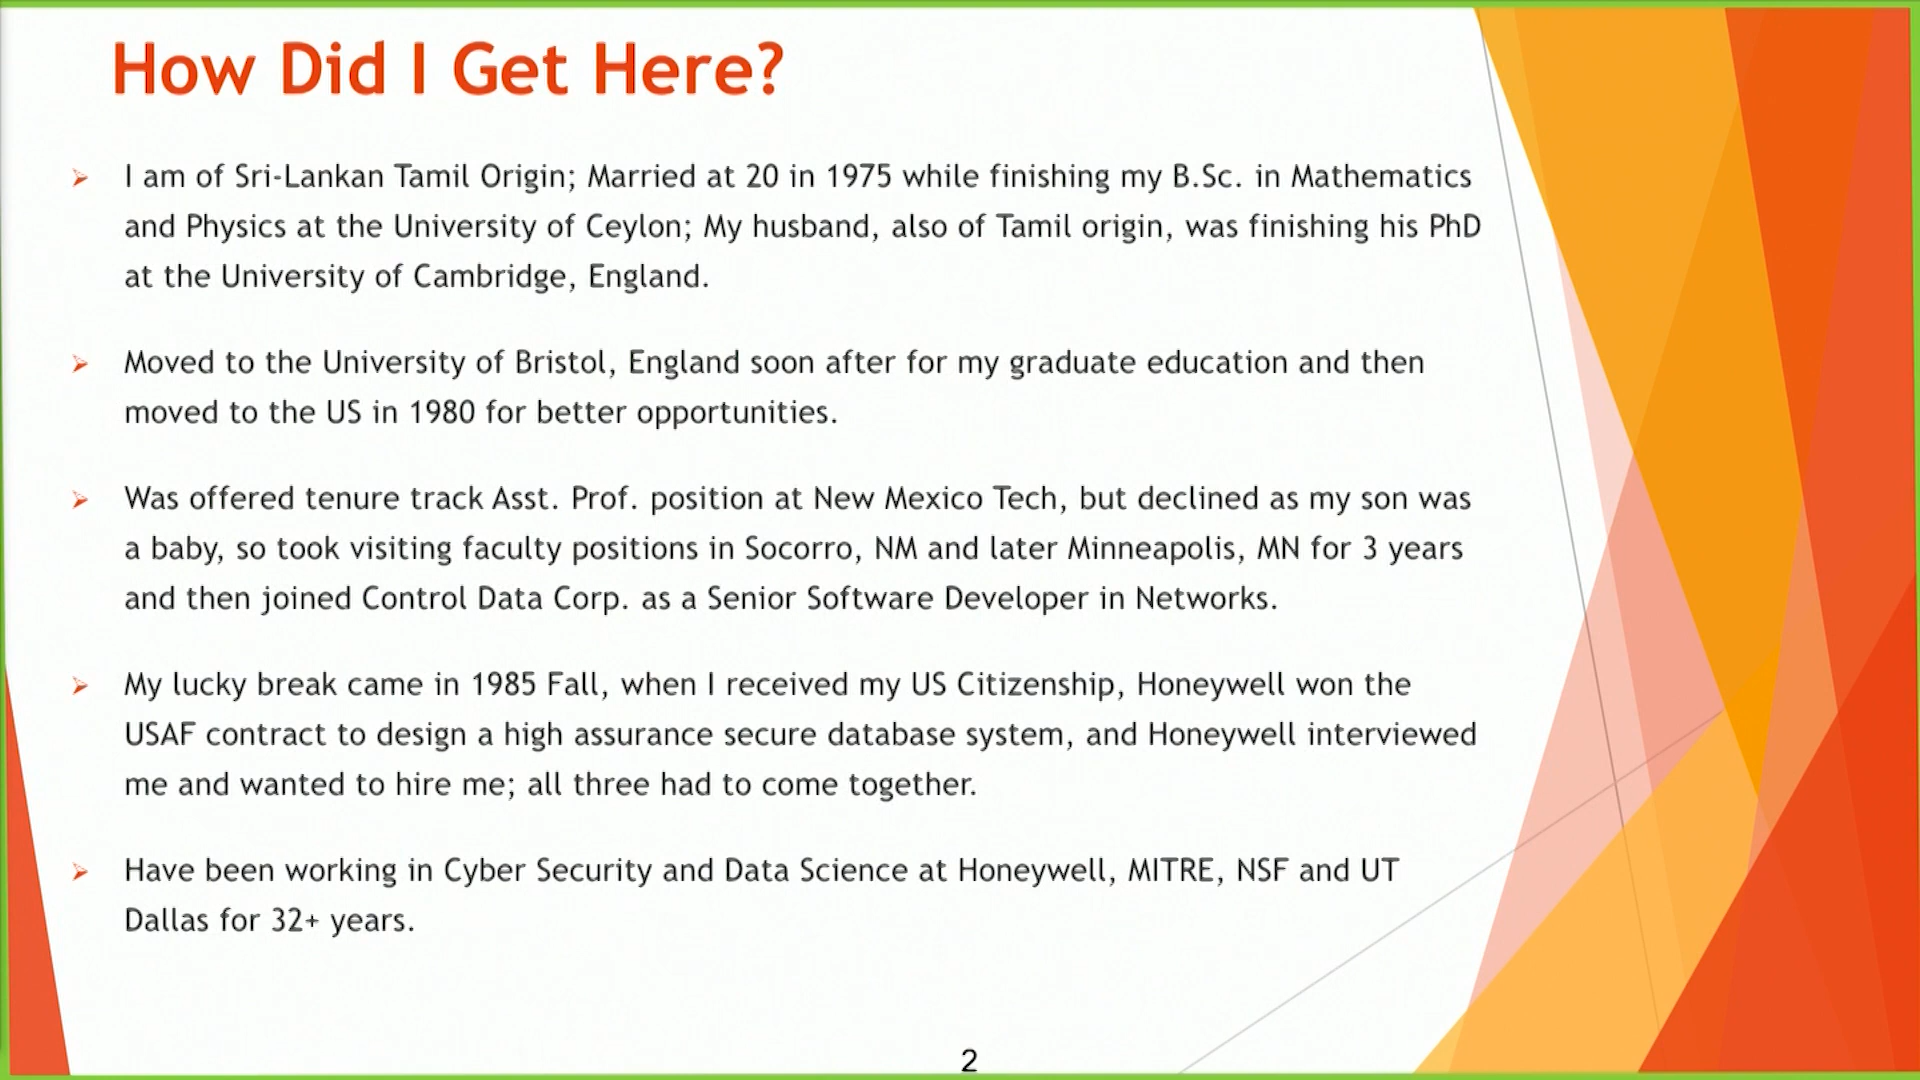 How Did I Get Here?
I am of Sri-Lankan Tamil Origin; Married at 20 in 1975 while finishing my B.Sc. in Mathematics
and Physics at the University of Ceylon; My husband, also of Tamil origin, was finishing his PhD
at the University of Cambridge, England.
Moved to the University of Bristol, England soon after for my graduate education and then
moved to the US in 1980 for better opportunities.
Was offered tenure track Asst. Prof. position at New Mexico Tech, but declined as my son was
a baby, so took visiting faculty positions in Socorro, NM and later Minneapolis, MN for 3 years
and then joined Control Data Corp. as a Senior Software Developer in Networks.
My lucky break came in 1985 Fall, when I received my US Citizenship, Honeywell won the
USAF contract to design a high assurance secure database system, and Honeywell interviewed
me and wanted to hire me; all three had to come together.
Have been working in Cyber Security and Data Science at Honeywell, MITRE, NSF and UT
Dallas for 32+ years.
2